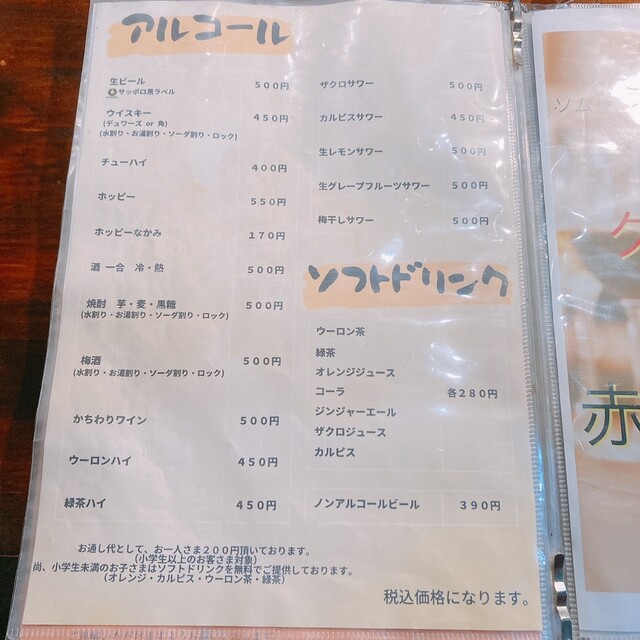 アルコール
生ビール 500円
サッポロ黒ラベル
ウイスキー 450円
(デュワーズ or 角)
(水割り・お湯割り・ソーダ割り・ロック)
チューハイ 400円
ホッピー 550円
ホッピーなかみ 170円
酒 一合 冷・熱 500円
焼酎 芋・麦・黒糖 500円
(水割り・お湯割り・ソーダ割り・ロック)
梅酒 500円
(水割り・お湯割り・ソーダ割り・ロック)
かちわりワイン 500円
ウーロンハイ 450円
緑茶ハイ 450円
ザクロサワー 500円
カルピスサワー 450円
生レモンサワー 500円
生グレープフルーツサワー 500円
梅干しサワー 500円
ソフトドリンク
ウーロン茶
緑茶
オレンジジュース
コーラ 各280円
ジンジャーエール
ザクロジュース
カルピス
ノンアルコールビール 390円
お通し代として、お一人さま200円頂いております。
(小学生以上のお客さま対象)
尚、小学生未満のお子さまはソフトドリンクを無料でご提供しております。
(オレンジ・カルピス・ウーロン茶・緑茶)
税込価格になります。
ソム
赤